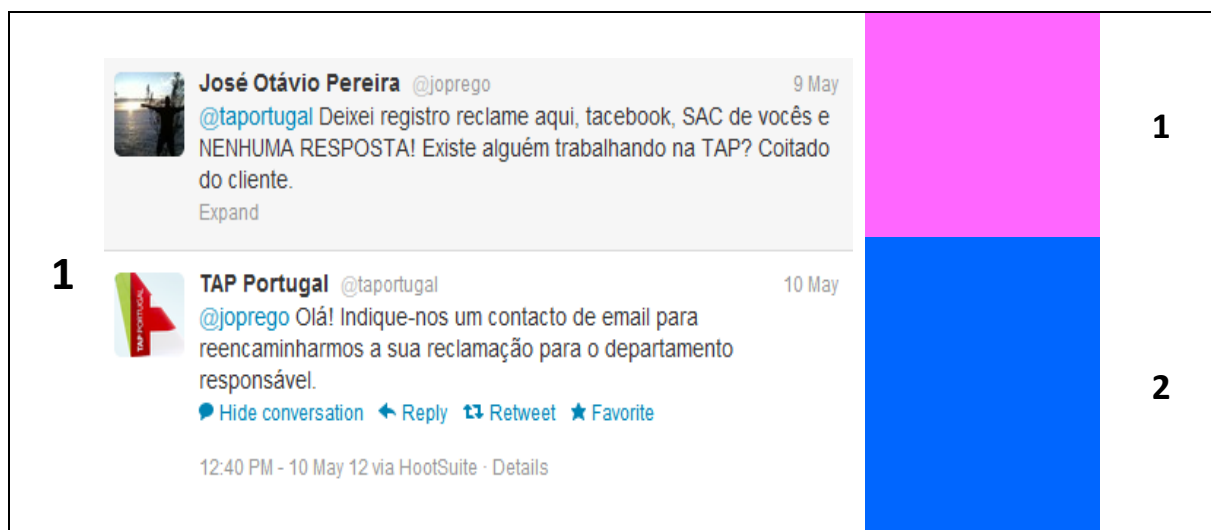 José Otávio Pereira @joprego 9 May
@taportugal Deixei registro reclame aqui, tacebook, SAC de vocês e
NENHUMA RESPOSTA! Existe alguém trabalhando na TAP? Coitado
do cliente.
Expand
1
1
TAP PORTUGAL
TAP Portugal @taportugal 10 May
@joprego Olá! Indique-nos um contacto de email para
reencaminharmos a sua reclamação para o departamento
responsável.
Hide conversation Reply Retweet Favorite
2
12:40 PM - 10 May 12 via HootSuite · Details